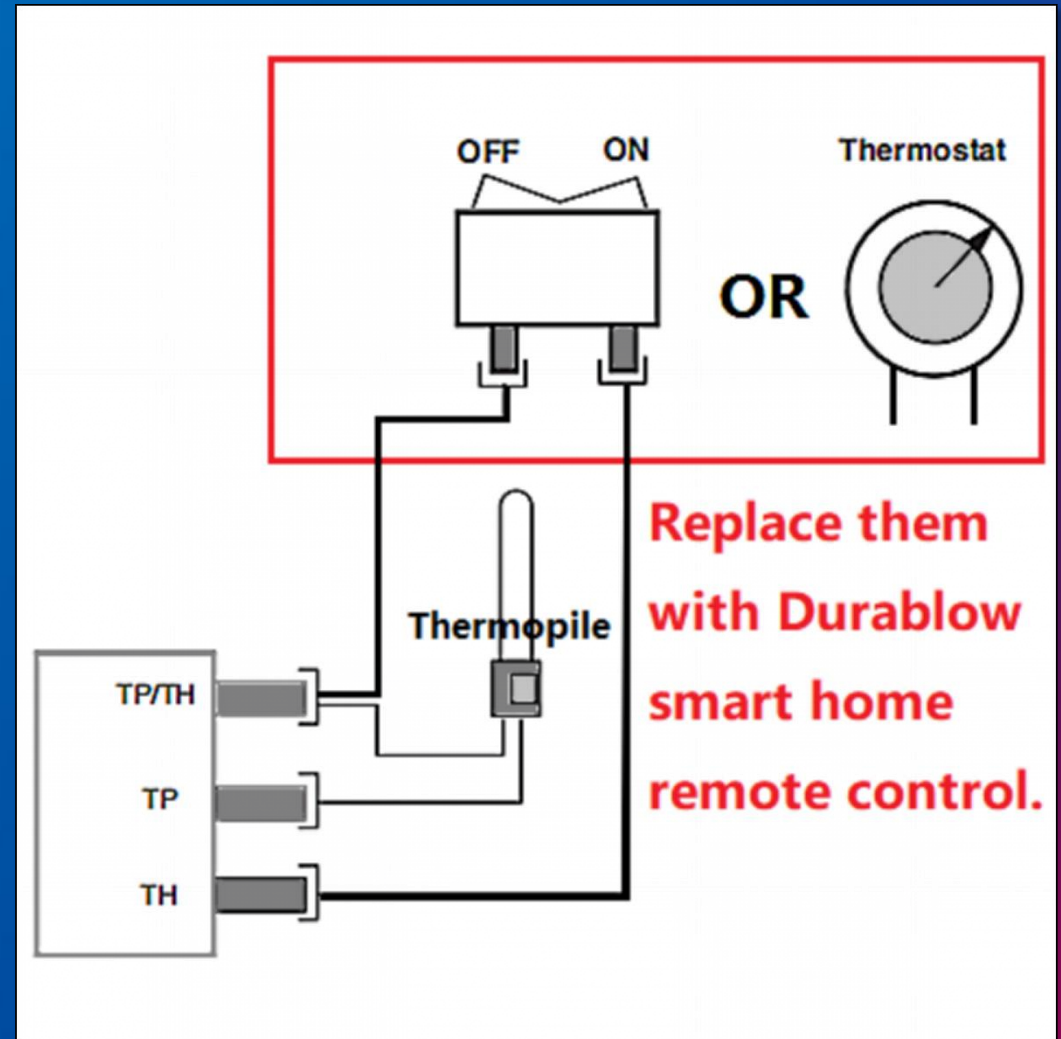 OFF ON Thermostat
OR
Replace them
with Durablow
Thermopile
smart home
TP/TH
remote control.
TP
TH